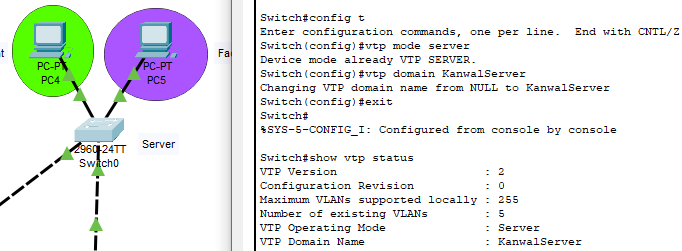 PC-PT
PC4
PC-PT
PC5
2960-24TT
Switch0
Server
Switch#config t
Enter configuration commands, one per line.  End with CNTL/Z
Switch(config)#vtp mode server
Device mode already VTP SERVER.
Switch(config)#vtp domain KanwalServer
Changing VTP domain name from NULL to KanwalServer
Switch(config)#exit
Switch#
%SYS-5-CONFIG_I: Configured from console by console
Switch#show vtp status
VTP Version                     : 2
Configuration Revision          : 0
Maximum VLANs supported locally : 255
Number of existing VLANs        : 5
VTP Operating Mode              : Server
VTP Domain Name                 : KanwalServer